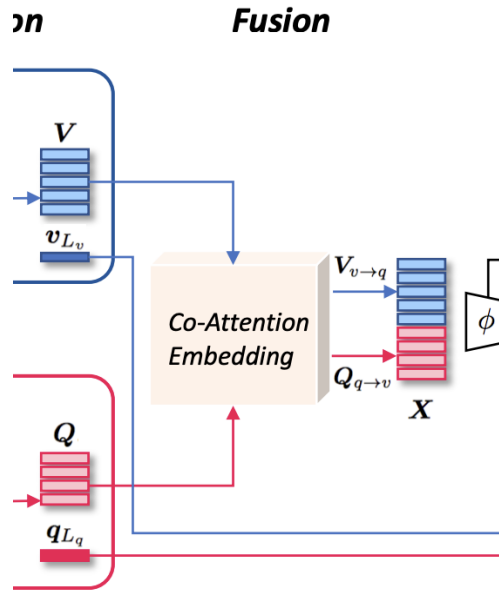 on Fusion
V
v_{L_v}
V_{v→q}
Co-Attention
Embedding
ϕ
Q_{q→v}
X
Q
q_{L_q}